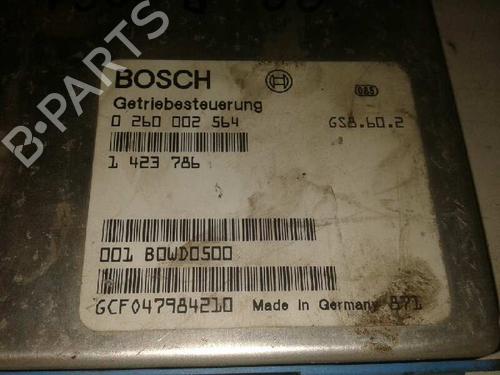 BOSCH
Getriebesteuerung
0 260 002 564 GS8.60.2
1 423 786
001 B0WD0500
GCF047984210 Made in Germany 871
B-PARTS